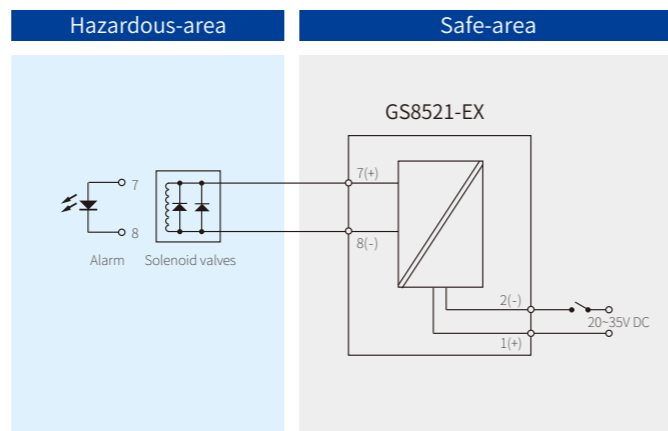 Hazardous-area
Safe-area
GS8521-EX
7
8
Alarm
Solenoid valves
7(+)
8(-)
2(-)
20~35V DC
1(+)